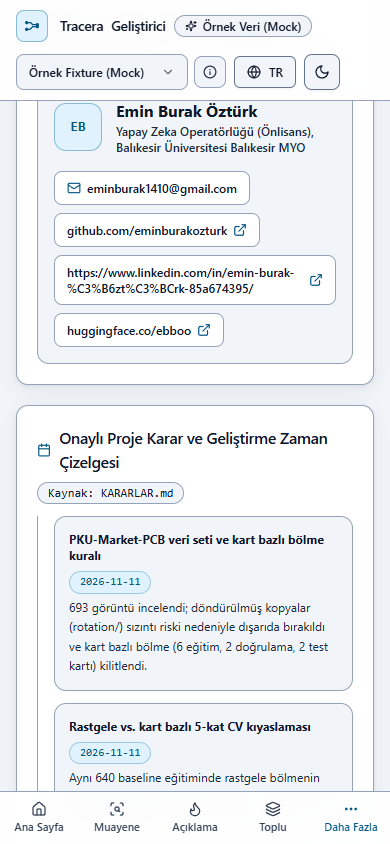 Tracera Geliştirici Örnek Veri (Mock)
Örnek Fixture (Mock) TR
EB
Emin Burak Öztürk
Yapay Zeka Operatörlüğü (Önlisans),
Balıkesir Üniversitesi Balıkesir MYO
eminburak1410@gmail.com
github.com/eminburakozturk
https://www.linkedin.com/in/emin-burak-
%C3%B6zt%C3%BCrk-85a674395/
huggingface.co/ebboo
Onaylı Proje Karar ve Geliştirme Zaman
Çizelgesi
Kaynak: KARARLAR.md
PKU-Market-PCB veri seti ve kart bazlı bölme
kuralı
2026-11-11
693 görüntü incelendi; döndürülmüş kopyalar
(rotation/) sızıntı riski nedeniyle dışarıda bırakıldı
ve kart bazlı bölme (6 eğitim, 2 doğrulama, 2 test
kartı) kilitlendi.
Rastgele vs. kart bazlı 5-kat CV kıyaslaması
2026-11-11
Aynı 640 baseline eğitiminde rastgele bölmenin
Ana Sayfa Muayene Açıklama Toplu Daha Fazla